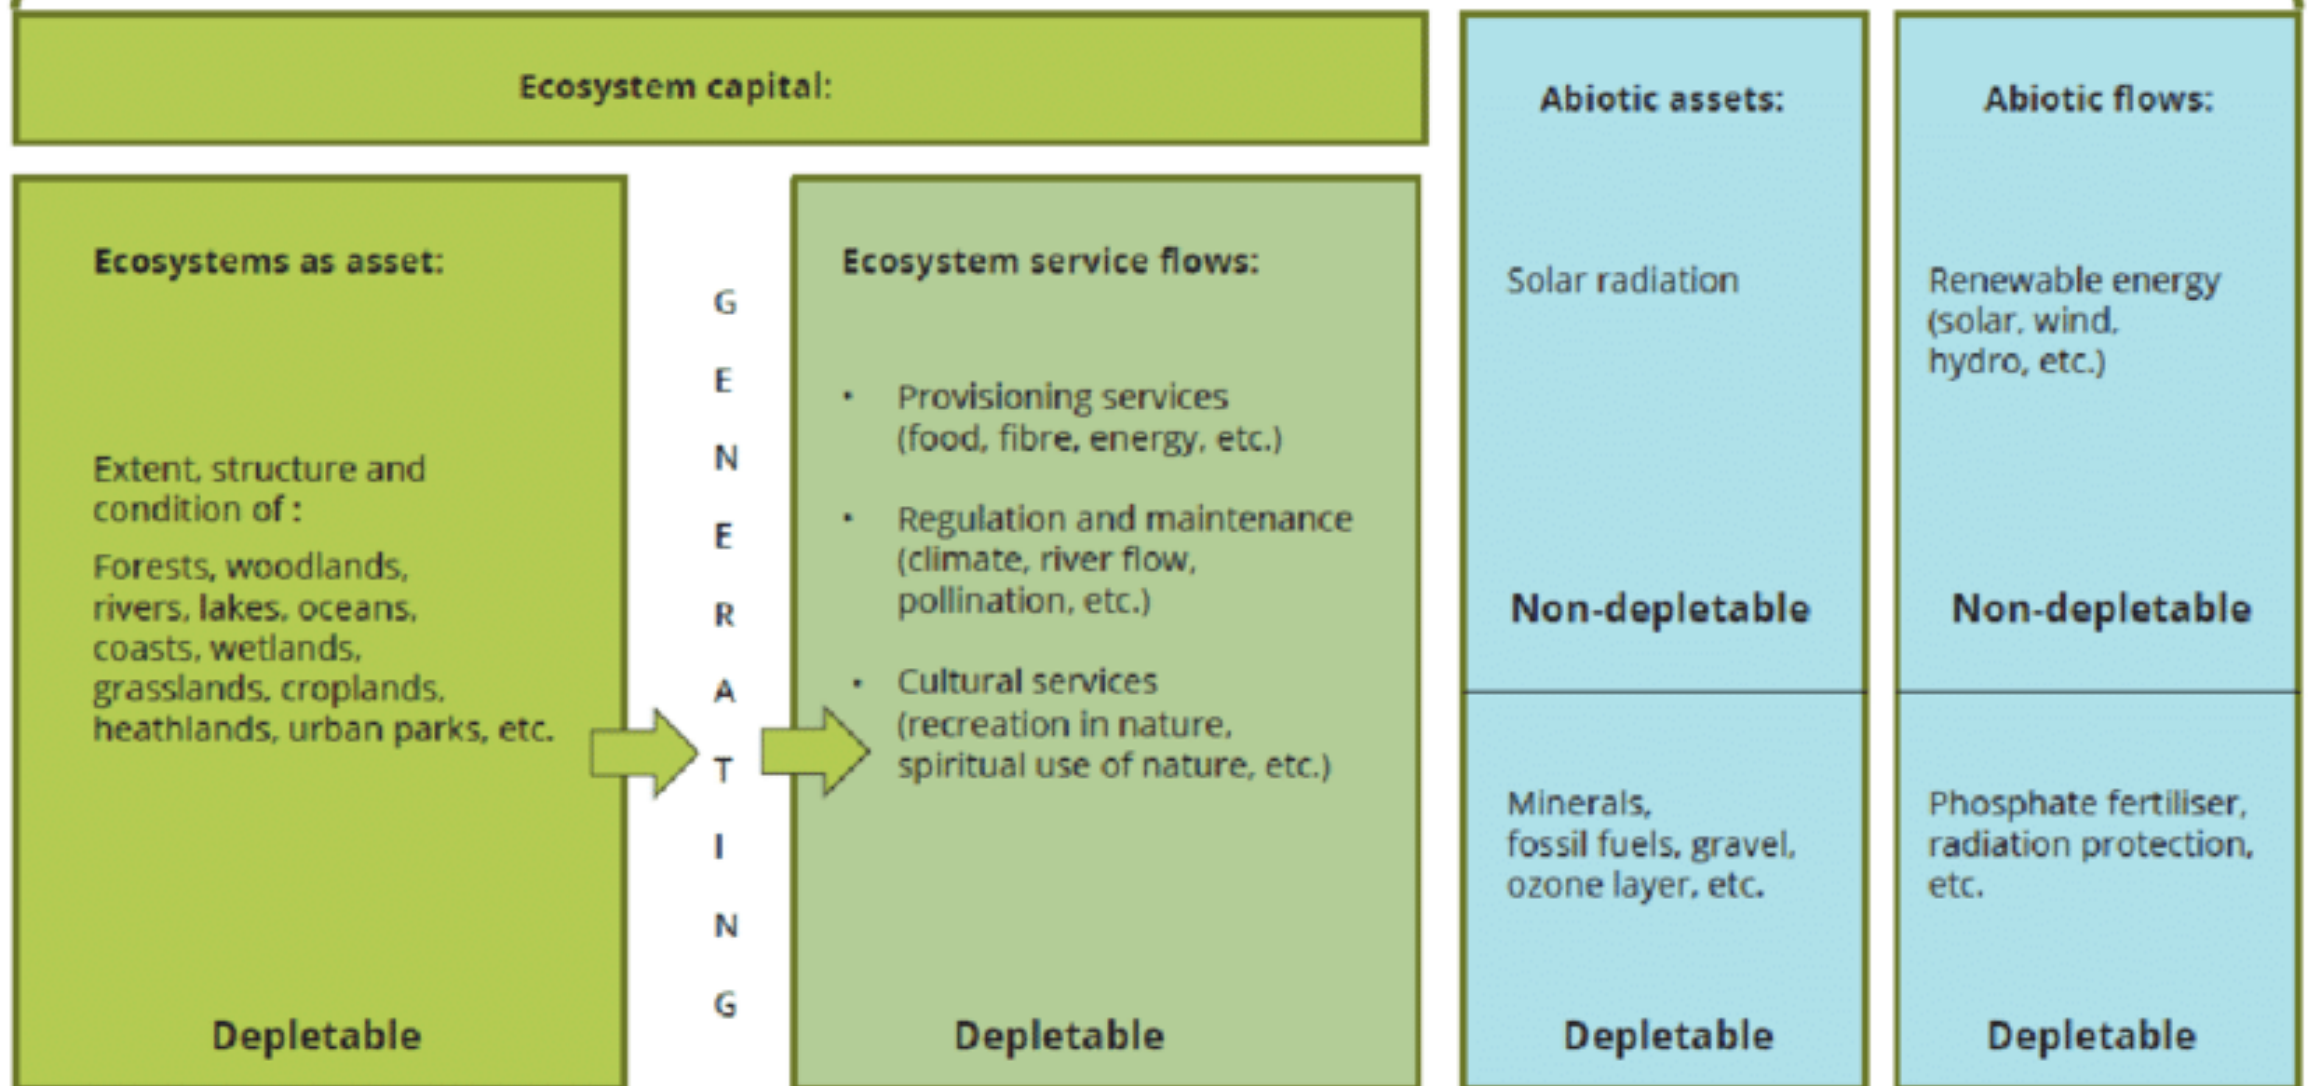 Ecosystem capital:
Ecosystems as asset:
Extent, structure and
condition of :
Forests, woodlands,
rivers, lakes, oceans,
coasts, wetlands,
grasslands, croplands,
heathlands, urban parks, etc.
Depletable
G
E
N
E
R
A
T
I
N
G
Ecosystem service flows:
• Provisioning services
(food, fibre, energy, etc.)
• Regulation and maintenance
(climate, river flow,
pollination, etc.)
• Cultural services
(recreation in nature,
spiritual use of nature, etc.)
Depletable
Abiotic assets:
Solar radiation
Non-depletable
Minerals,
fossil fuels, gravel,
ozone layer, etc.
Depletable
Abiotic flows:
Renewable energy
(solar, wind,
hydro, etc.)
Non-depletable
Phosphate fertiliser,
radiation protection,
etc.
Depletable